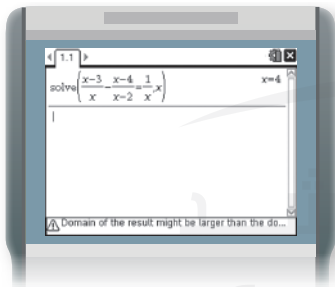 1.1
solve((x-3)/x-(x-4)/(x-2)=1/x,x) x=4
Domain of the result might be larger than the do...